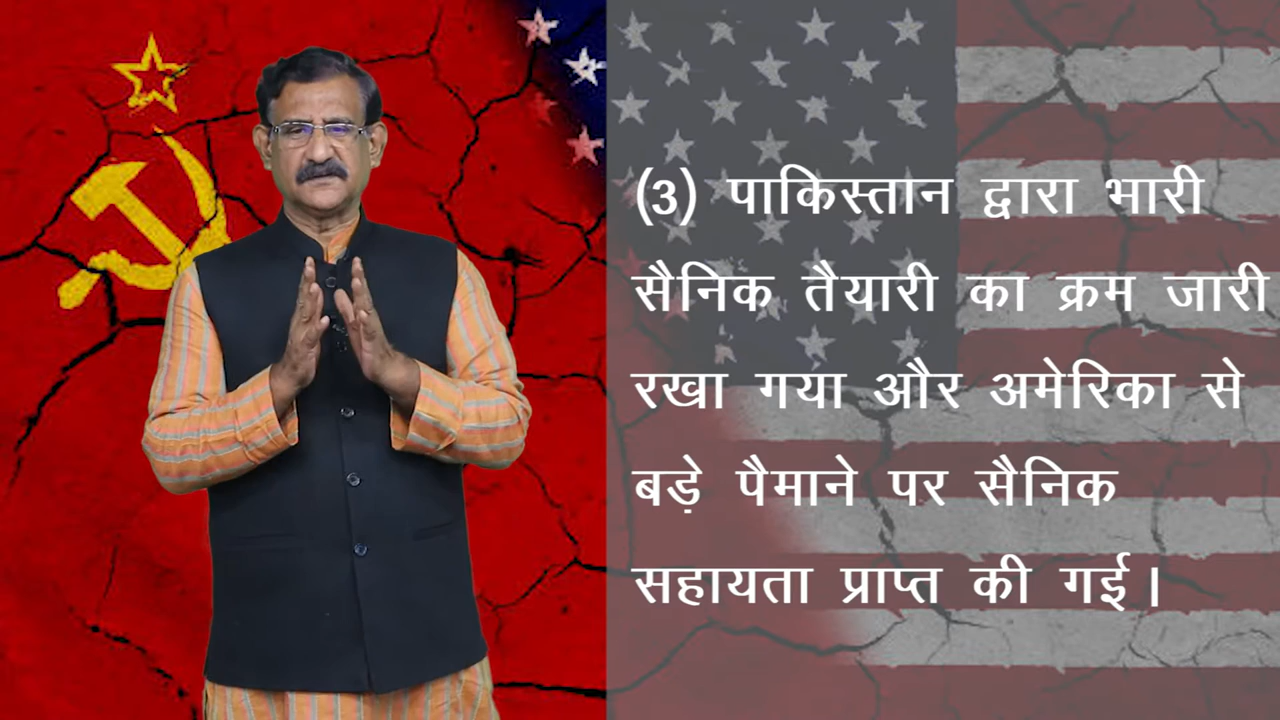 (3) पाकिस्तान द्वारा भारी
सैनिक तैयारी का क्रम जारी
रखा गया और अमेरिका से
बड़े पैमाने पर सैनिक
सहायता प्राप्त की गई।